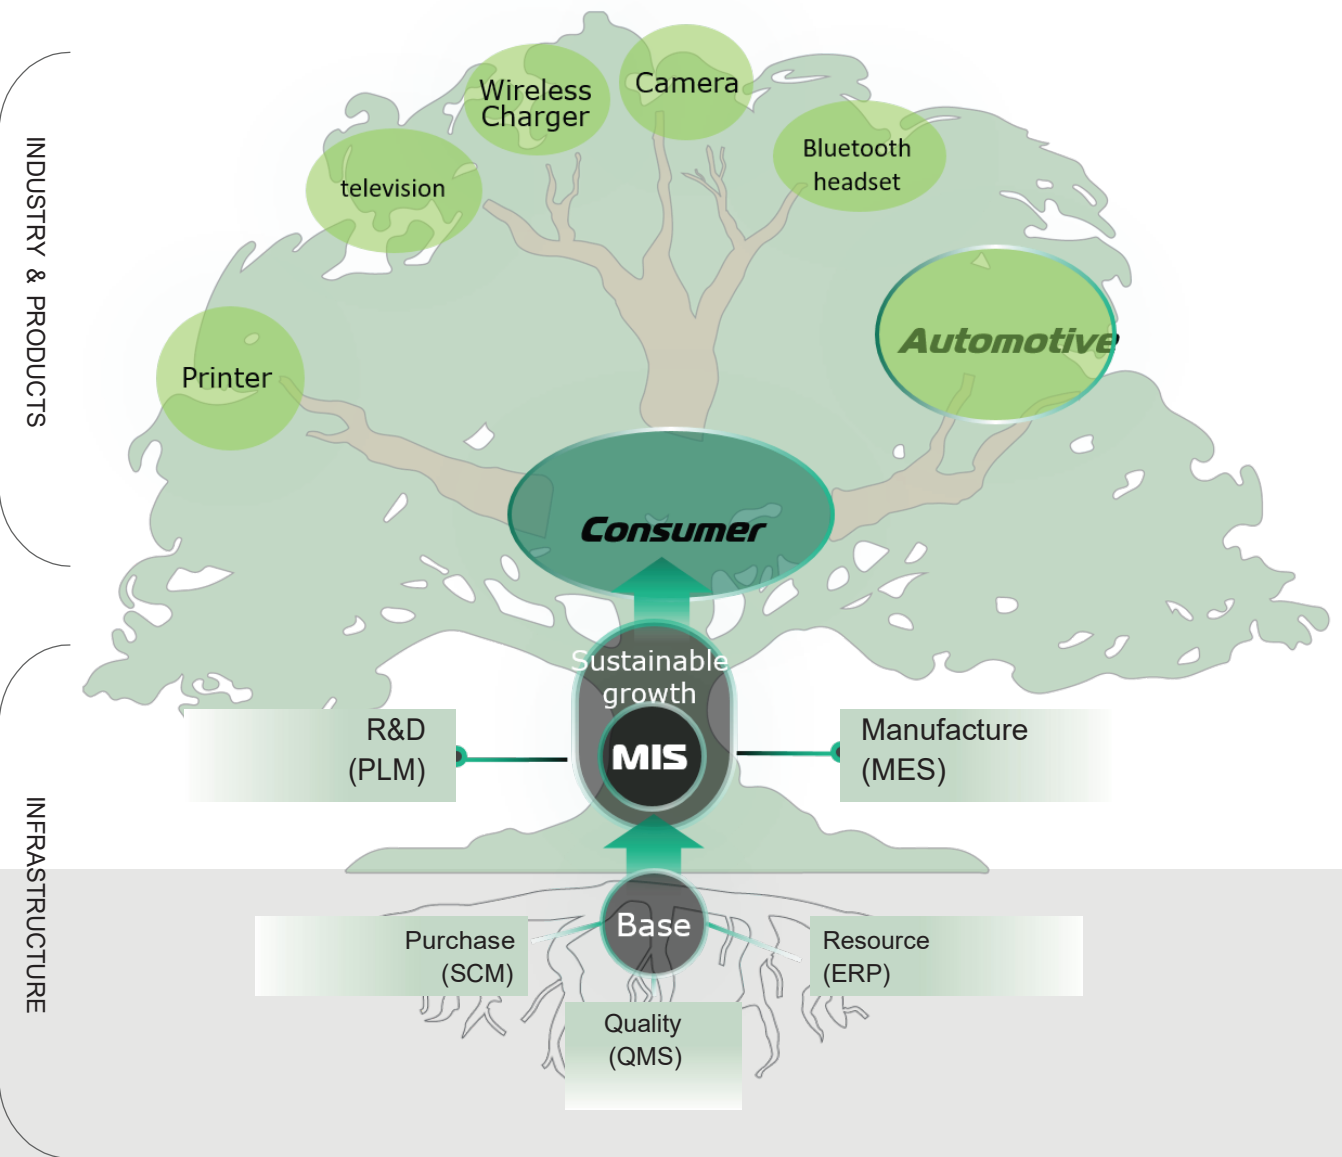 INDUSTRY & PRODUCTS
Wireless
Charger
Camera
television
Bluetooth
headset
Printer
Automotive
Consumer
INFRASTRUCTURE
Sustainable
growth
MIS
R&D
(PLM)
Manufacture
(MES)
Base
Purchase
(SCM)
Resource
(ERP)
Quality
(QMS)